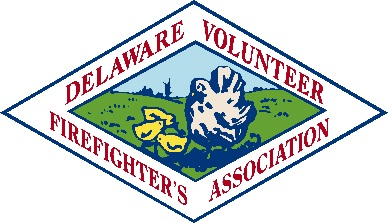 DELAWARE VOLUNTEER
FIREFIGHTER'S ASSOCIATION